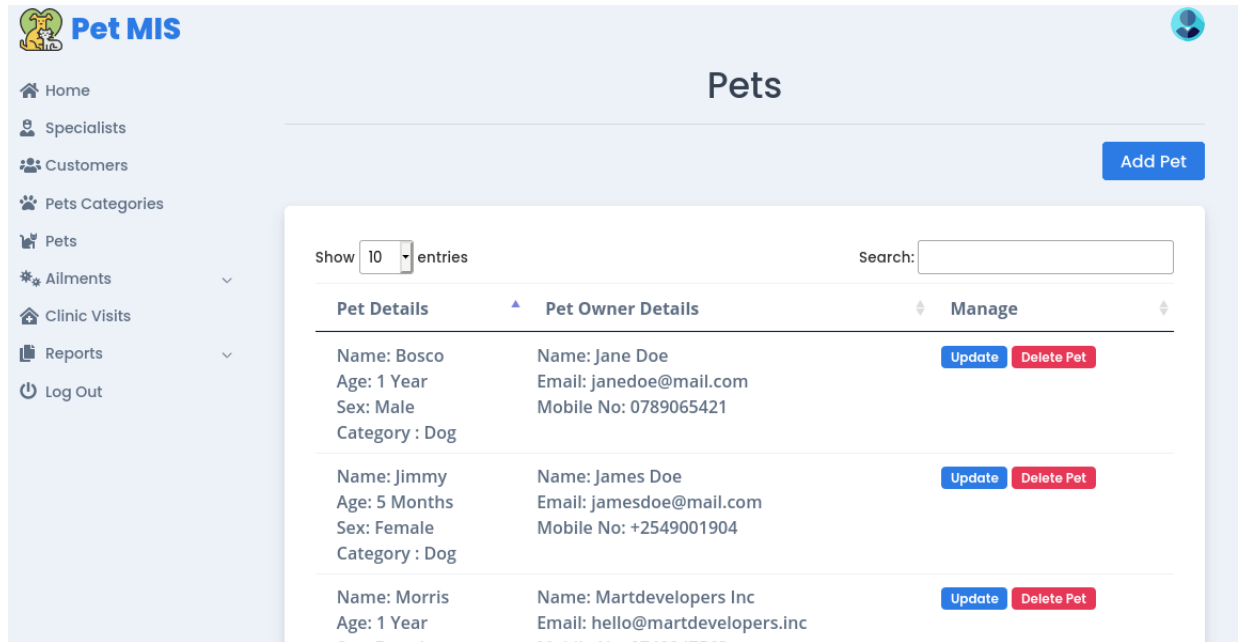 Pet MIS
Home
Specialists
Customers
Pets Categories
Pets
Ailments
Clinic Visits
Reports
Log Out
Pets
Add Pet
Show 10 entries
Search:
Pet Details Pet Owner Details Manage
Name: Bosco Name: Jane Doe Update Delete Pet
Age: 1 Year Email: janedoe@mail.com
Sex: Male Mobile No: 0789065421
Category : Dog
Name: Jimmy Name: James Doe Update Delete Pet
Age: 5 Months Email: jamesdoe@mail.com
Sex: Female Mobile No: +2549001904
Category : Dog
Name: Morris Name: Martdevelopers Inc Update Delete Pet
Age: 1 Year Email: hello@martdevelopers.inc